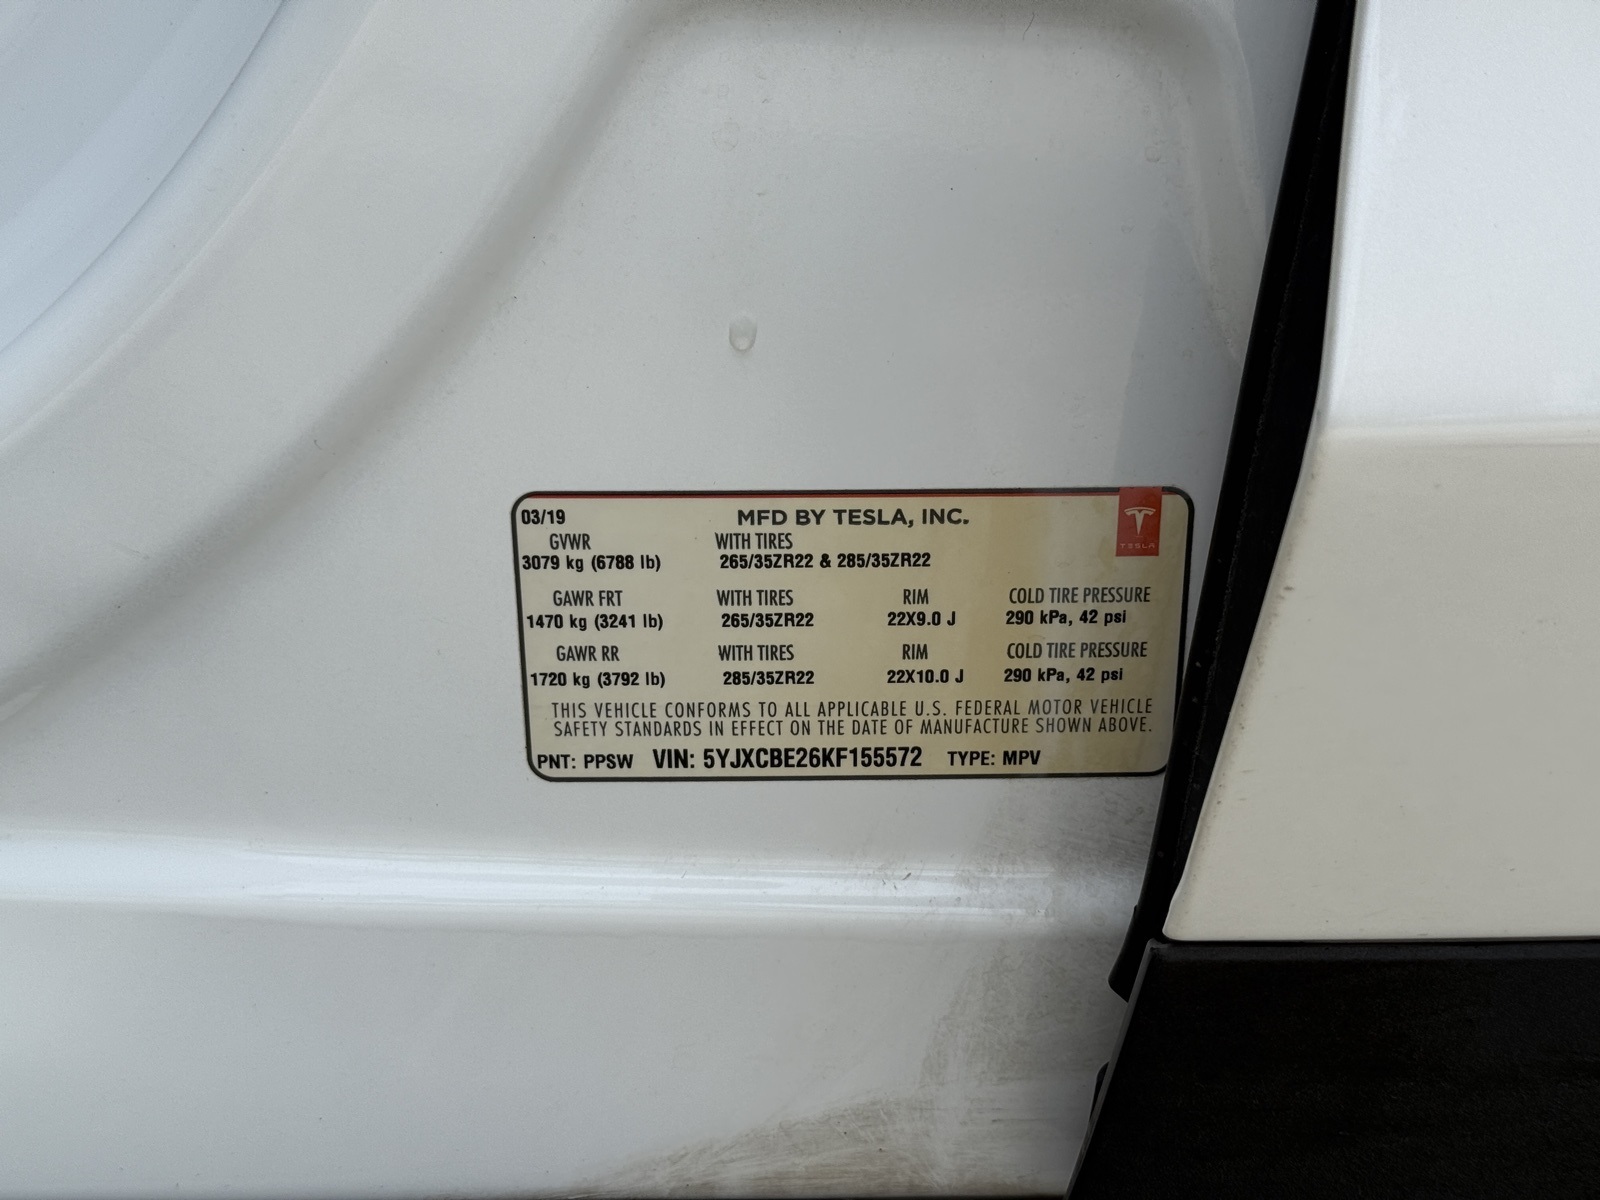 03/19 MFD BY TESLA, INC.
TESLA
GVWR WITH TIRES
3079 kg (6788 lb) 265/35ZR22 & 285/35ZR22
GAWR FRT WITH TIRES RIM COLD TIRE PRESSURE
1470 kg (3241 lb) 265/35ZR22 22X9.0 J 290 kPa, 42 psi
GAWR RR WITH TIRES RIM COLD TIRE PRESSURE
1720 kg (3792 lb) 285/35ZR22 22X10.0 J 290 kPa, 42 psi
THIS VEHICLE CONFORMS TO ALL APPLICABLE U.S. FEDERAL MOTOR VEHICLE
SAFETY STANDARDS IN EFFECT ON THE DATE OF MANUFACTURE SHOWN ABOVE.
PNT: PPSW VIN: 5YJXCBE26KF155572 TYPE: MPV